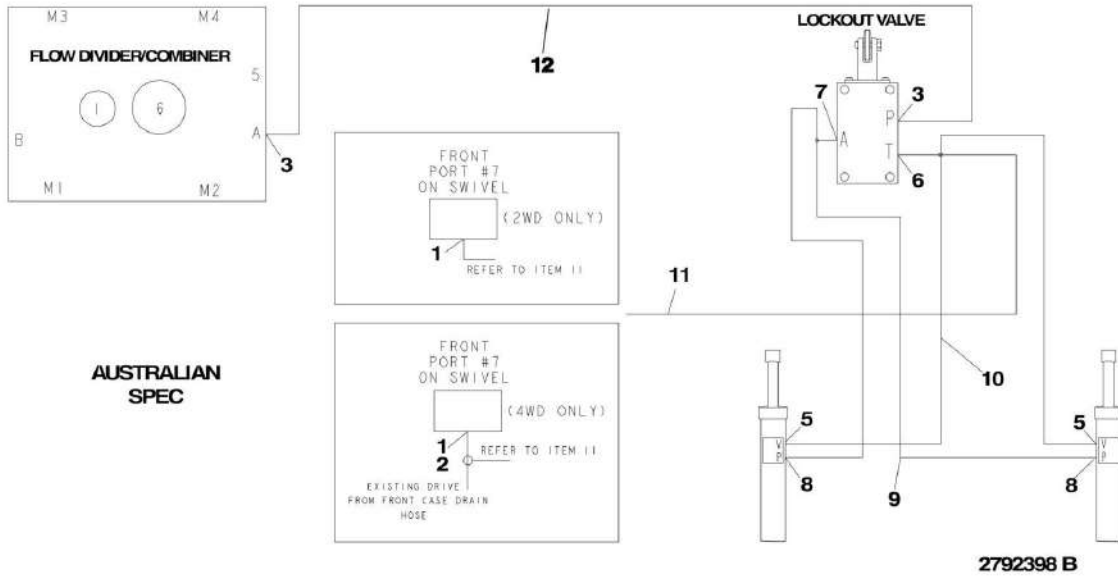 M3
M4
FLOW DIVIDER/COMBINER
5
1
6
B
A
3
M1
M2
12
LOCKOUT VALVE
7
3
P
A
T
6
FRONT
PORT #7
ON SWIVEL
(2WD ONLY)
1
REFER TO ITEM 11
11
FRONT
PORT #7
ON SWIVEL
(4WD ONLY)
1
2
REFER TO ITEM 11
EXISTING DRIVE
FROM FRONT CASE DRAIN
HOSE
AUSTRALIAN
SPEC
10
5
V
P
8
9
5
V
P
8
2792398 B